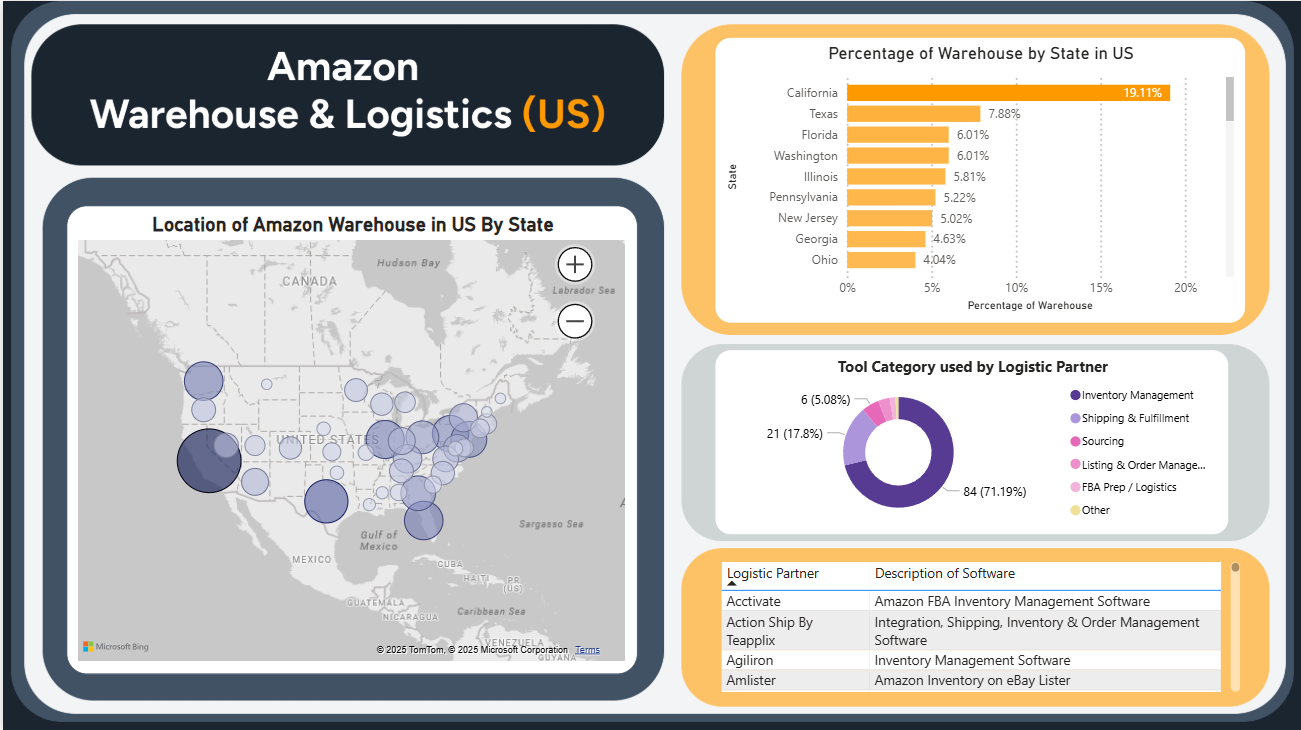 Amazon
Warehouse & Logistics (US)
Location of Amazon Warehouse in US By State
Hudson Bay
CANADA
Labrador Sea
UNITED STATES
Sargasso Sea
Gulf of
Mexico
MEXICO
CUBA
HAITI
PR
(US)
GUATEMALA
NICARAGUA
Caribbean Sea
VENEZUELA
GUYANA
Microsoft Bing
© 2025 TomTom, © 2025 Microsoft Corporation Terms
Percentage of Warehouse by State in US
State
California 19.11%
Texas 7.88%
Florida 6.01%
Washington 6.01%
Illinois 5.81%
Pennsylvania 5.22%
New Jersey 5.02%
Georgia 4.63%
Ohio 4.04%
0% 5% 10% 15% 20%
Percentage of Warehouse
Tool Category used by Logistic Partner
6 (5.08%)
21 (17.8%)
84 (71.19%)
Inventory Management
Shipping & Fulfillment
Sourcing
Listing & Order Manage...
FBA Prep / Logistics
Other
Logistic Partner Description of Software
Acctivate Amazon FBA Inventory Management Software
Action Ship By Integration, Shipping, Inventory & Order Management
Teapplix Software
Agiliron Inventory Management Software
Amlister Amazon Inventory on eBay Lister